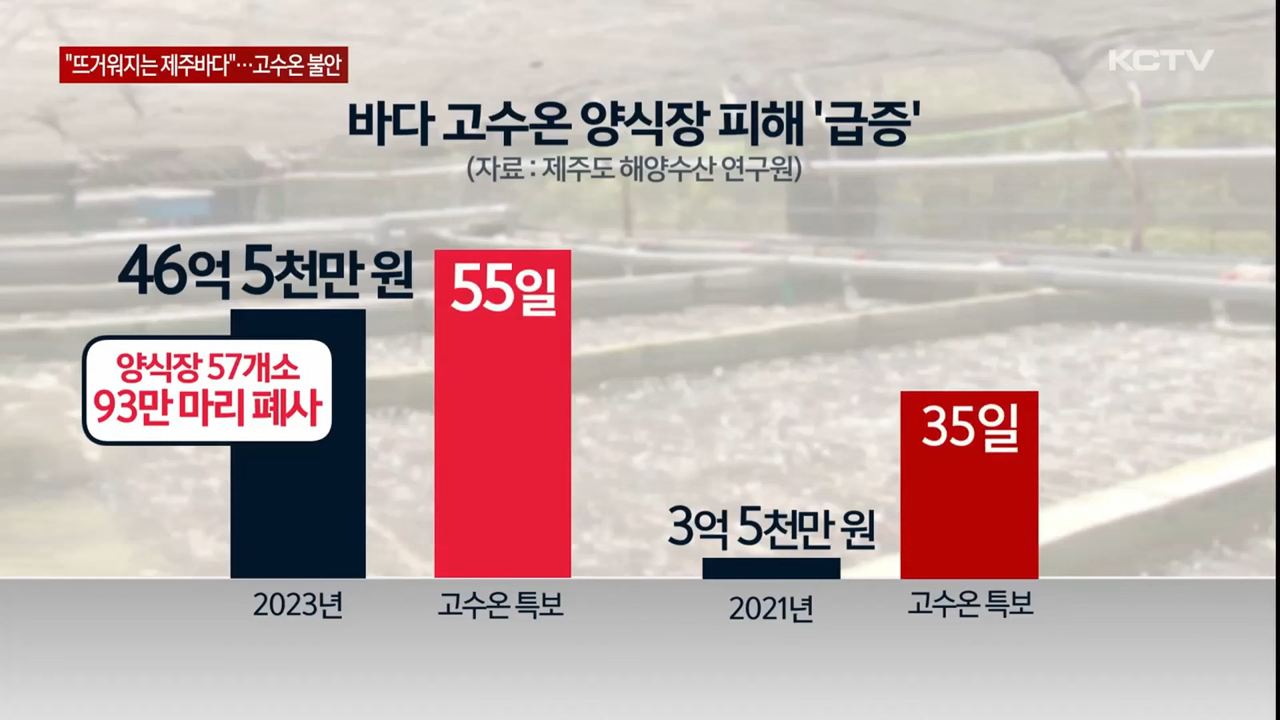 "뜨거워지는 제주바다"…고수온 불안
KCTV
바다 고수온 양식장 피해 '급증'
(자료 : 제주도 해양수산 연구원)
46억 5천만 원
55일
양식장 57개소
93만 마리 폐사
35일
3억 5천만 원
2023년
고수온 특보
2021년
고수온 특보